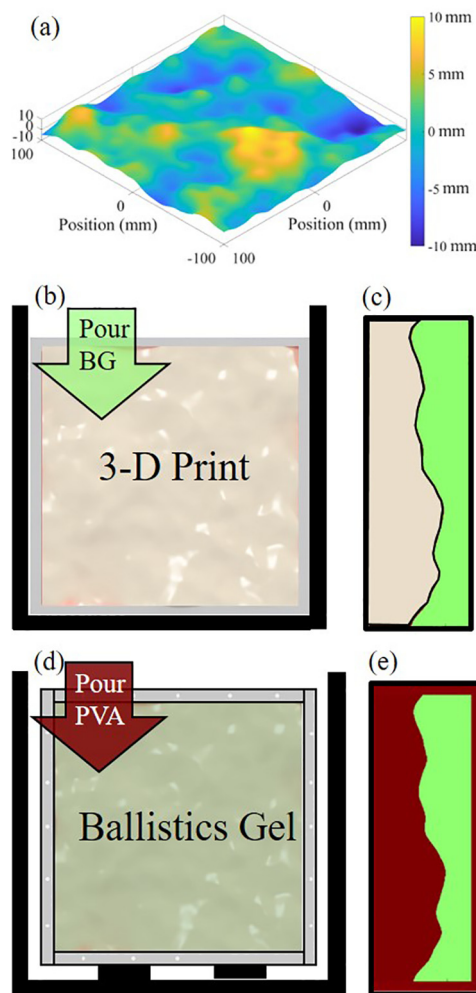 (a)
10 mm
5 mm
0 mm
-5 mm
-10 mm
10
0
-10
100
0
-100
Position (mm)
100
0
Position (mm)
(b)
Pour
BG
3-D Print
(c)
(d)
Pour
PVA
Ballistics Gel
(e)